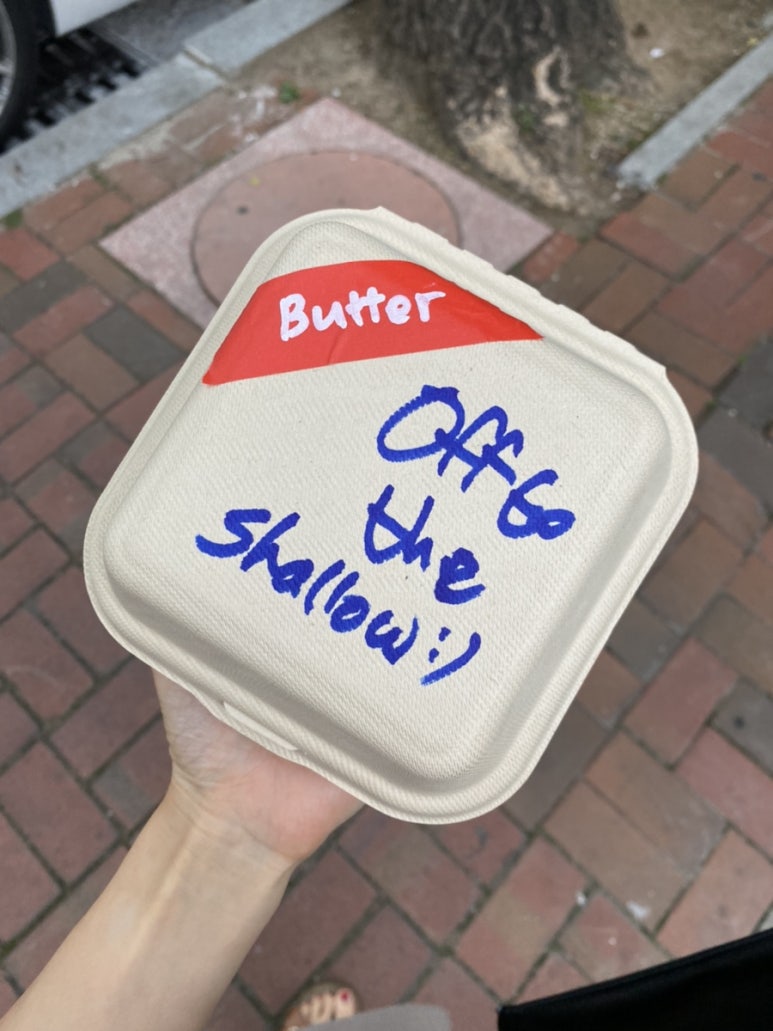 Butter
Off to
the
Shallow:)